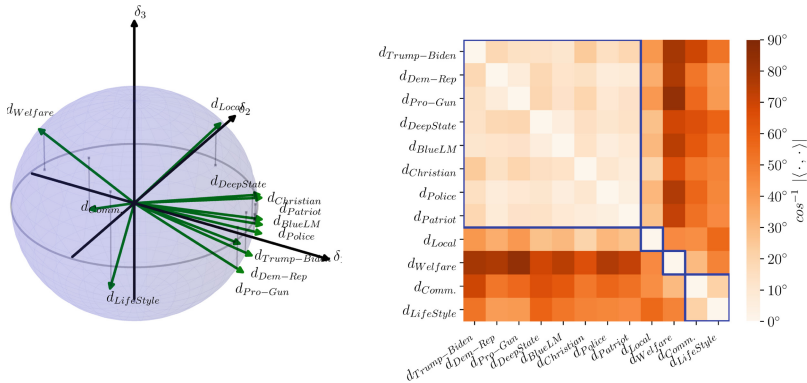 δ3
dWelfare
dLocal
δ2
dDeepState
dChristian
dPatriot
dBlueLM
dPolice
dComm.
δ1
dTrump-Biden
dDem-Rep
dPro-Gun
dLifeStyle
dTrump-Biden
dDem-Rep
dPro-Gun
dDeepState
dBlueLM
dChristian
dPolice
dPatriot
dLocal
dWelfare
dComm.
dLifeStyle
dTrump-Biden
dDem-Rep
dPro-Gun
dDeepState
dBlueLM
dChristian
dPolice
dPatriot
dLocal
dWelfare
dComm.
dLifeStyle
90°
80°
70°
60°
50°
40°
30°
20°
10°
0°
cos⁻¹ |⟨·, ·⟩|